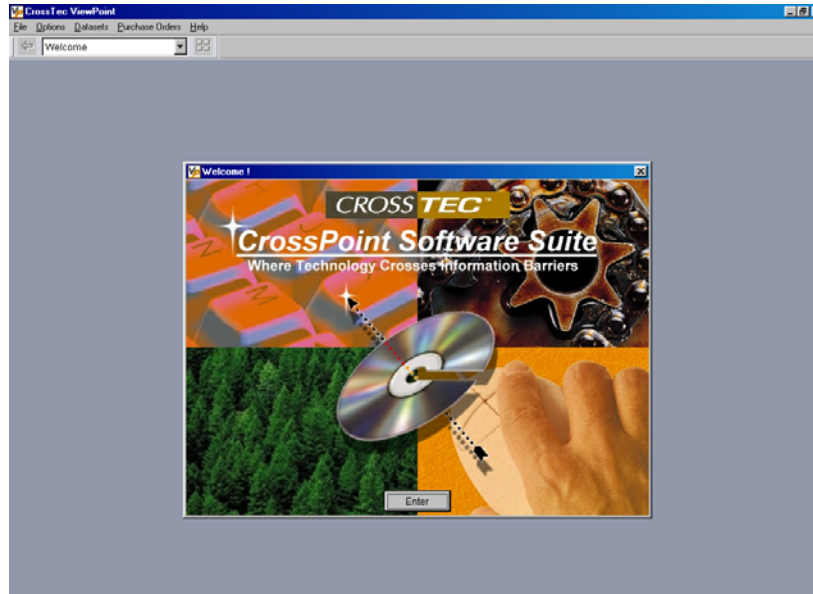 CrossTec ViewPoint
File Options Datasets Purchase Orders Help
Welcome
Welcome !
CROSS TEC™
CrossPoint Software Suite
Where Technology Crosses Information Barriers
Enter